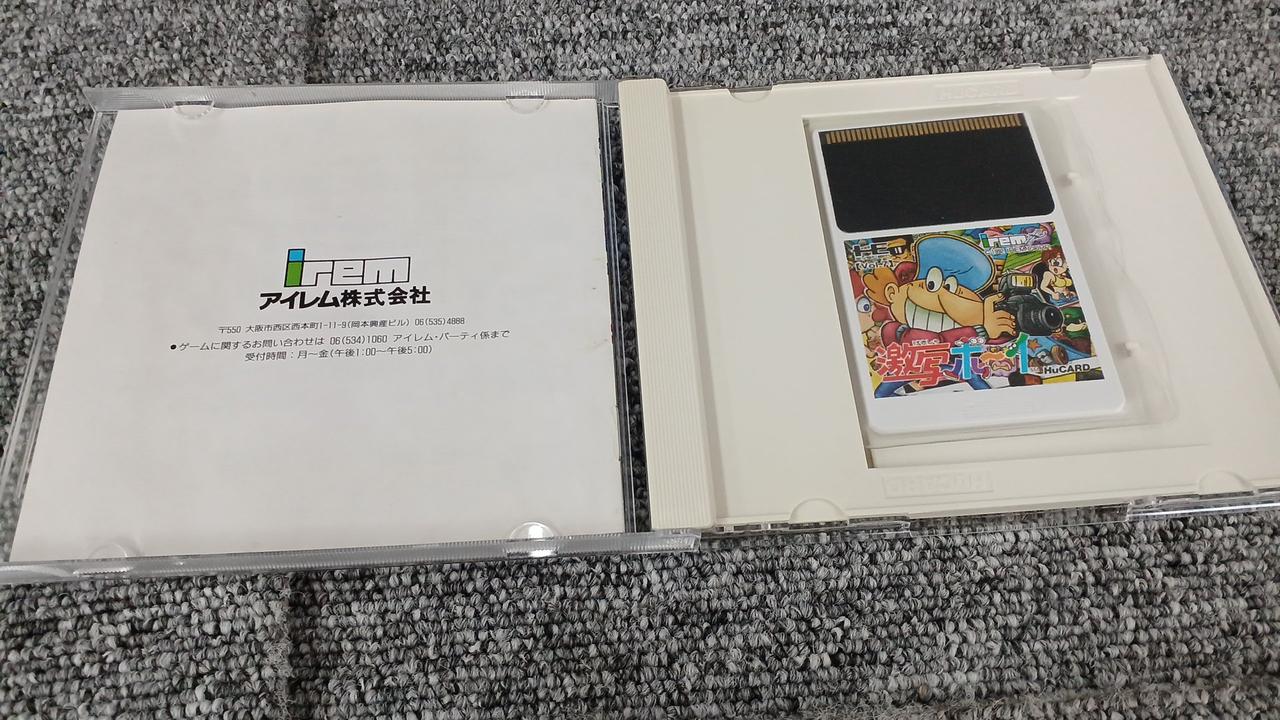 irem
アイレム株式会社
〒550 大阪市西区西本町1-11-9(岡本興産ビル) 06(535)4888
●ゲームに関するお問い合わせは 06(534)1060 アイレム・パーティ係まで
受付時間:月〜金(午後1:00〜午後5:00)
irem
激写ボーイ
HuCARD